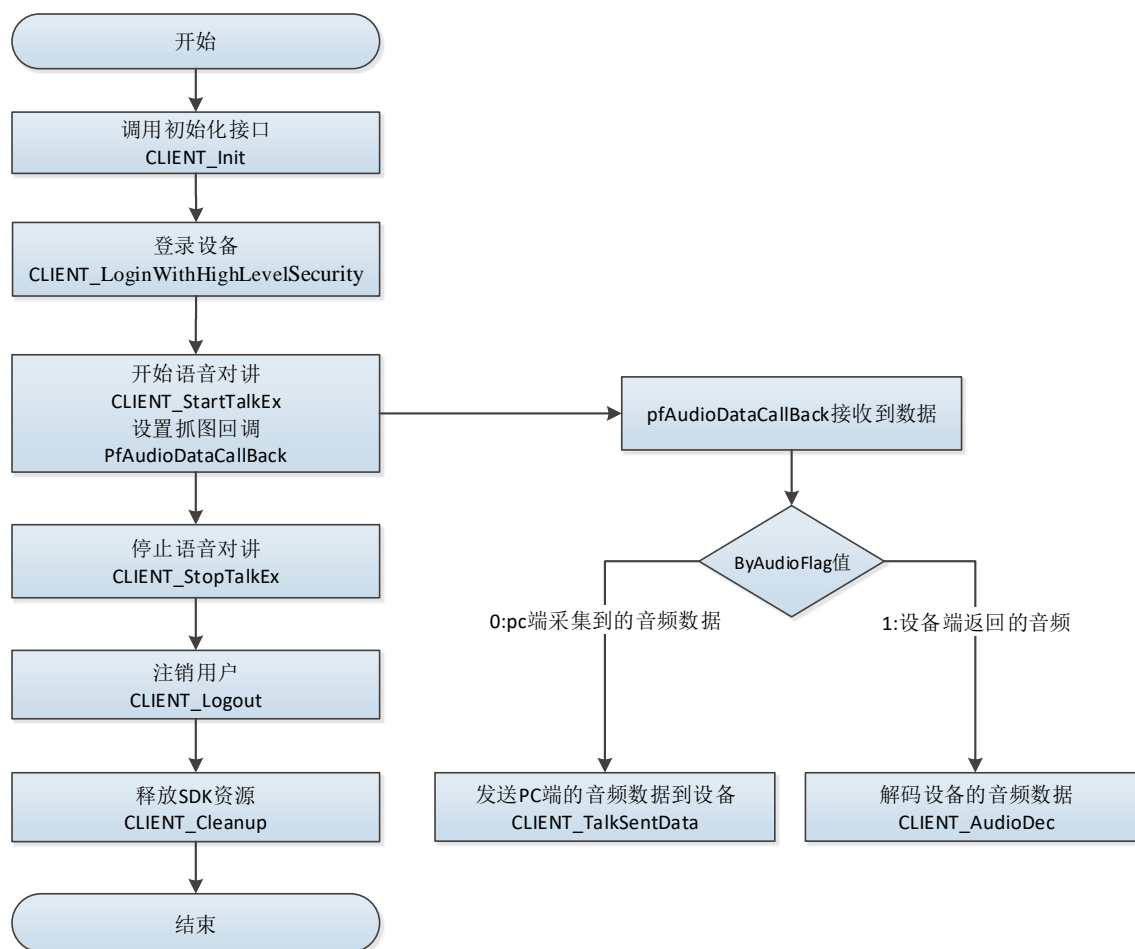 开始
调用初始化接口
CLIENT_Init
登录设备
CLIENT_LoginWithHighLevelSecurity
开始语音对讲
CLIENT_StartTalkEx
设置抓图回调
PfAudioDataCallBack
pfAudioDataCallBack接收到数据
停止语音对讲
CLIENT_StopTalkEx
ByAudioFlag值
0:pc端采集到的音频数据
1:设备端返回的音频
注销用户
CLIENT_Logout
释放SDK资源
CLIENT_Cleanup
发送PC端的音频数据到设备
CLIENT_TalkSentData
解码设备的音频数据
CLIENT_AudioDec
结束